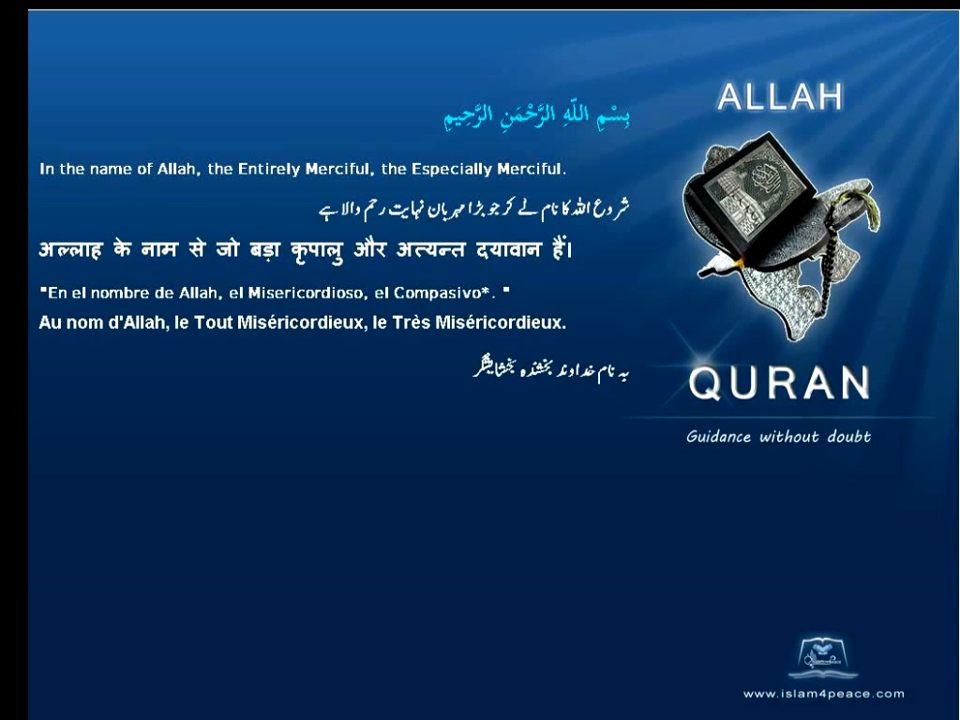 بِسْمِ اللّهِ الرَّحْمَنِ الرَّحِيمِ
In the name of Allah, the Entirely Merciful, the Especially Merciful.
شروع الله کا نام لے کر جو بڑا مہربان نہایت رحم والا ہے
अल्लाह के नाम से जो बड़ा कृपालु और अत्यन्त दयावान हैं।
"En el nombre de Allah, el Misericordioso, el Compasivo*. "
Au nom d'Allah, le Tout Miséricordieux, le Très Miséricordieux.
به نام خداوند بخشنده بخشایشگر
ALLAH
QURAN
Guidance without doubt
www.islam4peace.com